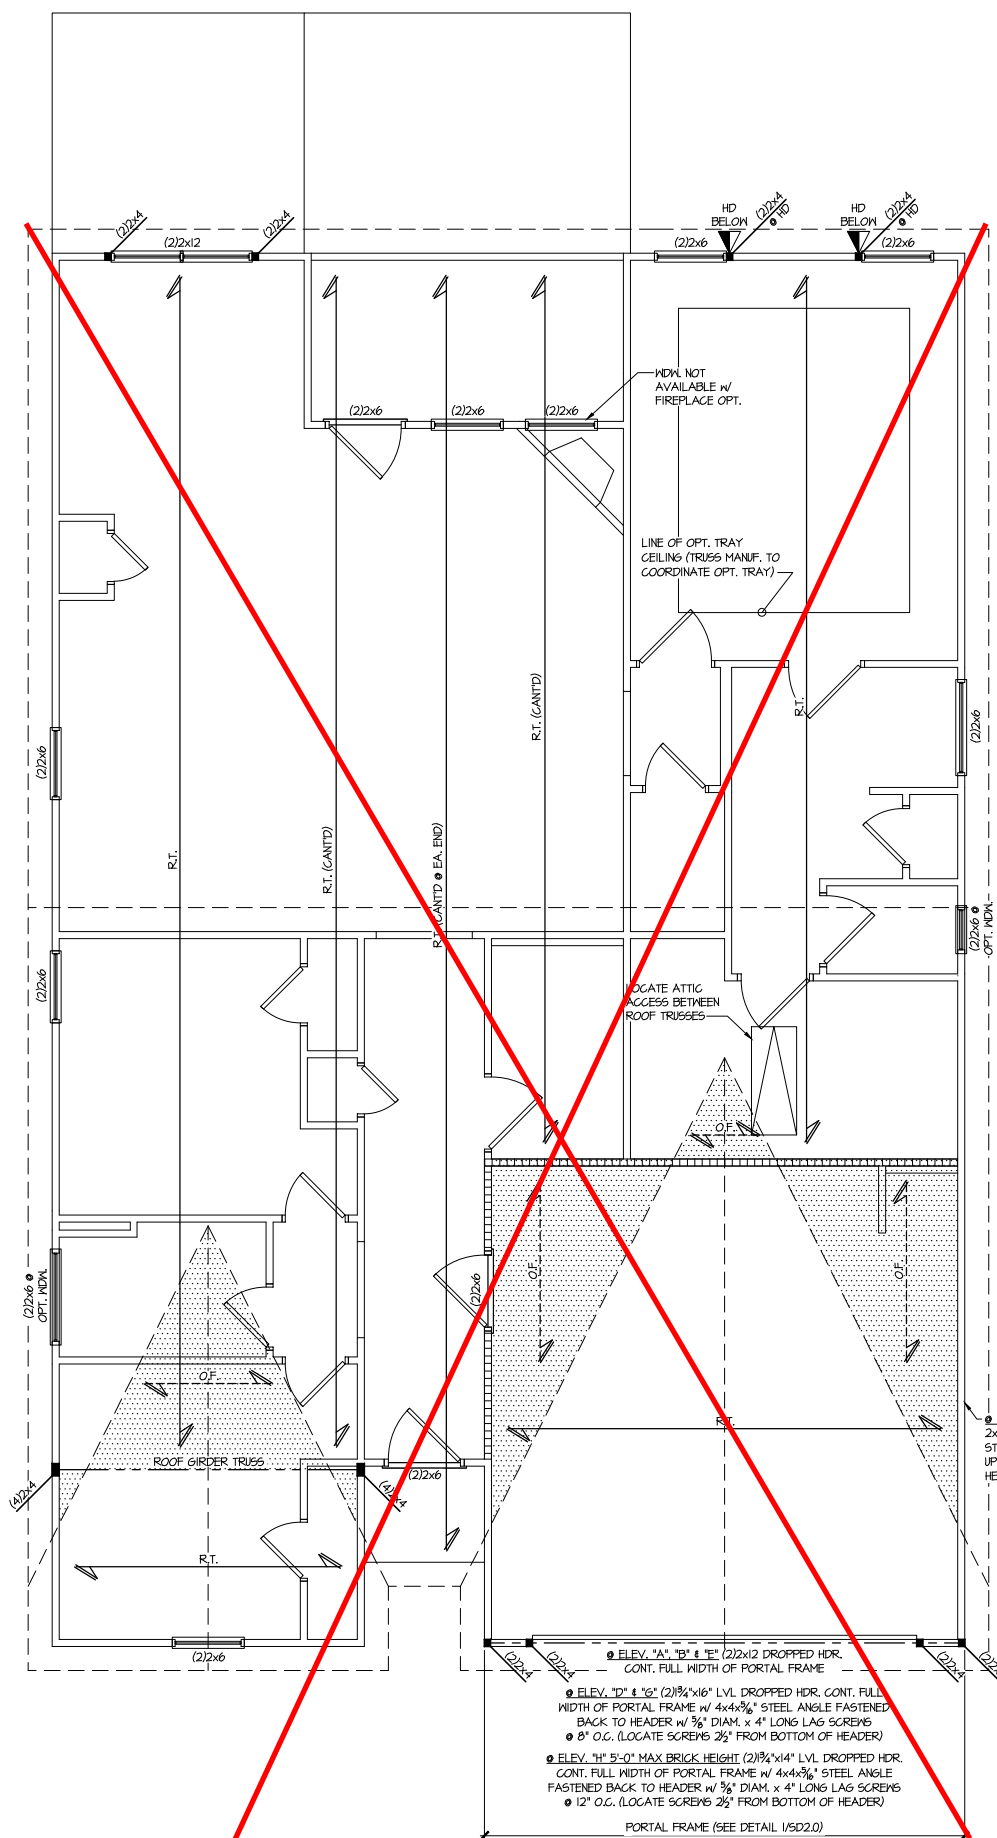 (2)2x4
(2)2x12
(2)2x4
HD
BELOW
(2)2x4
@ HD
HD
BELOW
(2)2x4
@ HD
(2)2x6
(2)2x6
WDW. NOT
AVAILABLE w/
FIREPLACE OPT.
(2)2x6
(2)2x6
(2)2x6
LINE OF OPT. TRAY
CEILING (TRUSS MANUF. TO
COORDINATE OPT. TRAY)
(2)2x6
(2)2x6
R.T.
R.T. (CANT'D)
R.T. (CANT'D @ EA. END)
R.T. (CANT'D)
R.T.
(2)2x6
(2)2x6 @
OPT. WDW.
LOCATE ATTIC
ACCESS BETWEEN
ROOF TRUSSES
O.F.
O.F.
O.F.
(2)2x6
(2)2x6 @
OPT. WDW.
O.F.
R.T.
ROOF GIRDER TRUSS
(4)2x4
(4)2x4
(2)2x6
R.T.
(2)2x6
@
2x
ST
UP
HE
(2)2x4
(2)2x4
(2)2x4
(2)2x
@ ELEV. "A", "B" & "E" (2)2x12 DROPPED HDR.
CONT. FULL WIDTH OF PORTAL FRAME
@ ELEV. "D" & "G" (2)1¾"x16" LVL DROPPED HDR. CONT. FULL
WIDTH OF PORTAL FRAME w/ 4x4x5⁄16" STEEL ANGLE FASTENED
BACK TO HEADER w/ ⅝" DIAM. x 4" LONG LAG SCREWS
@ 8" O.C. (LOCATE SCREWS 2½" FROM BOTTOM OF HEADER)
@ ELEV. "H" 5'-0" MAX BRICK HEIGHT (2)1¾"x14" LVL DROPPED HDR.
CONT. FULL WIDTH OF PORTAL FRAME w/ 4x4x5⁄16" STEEL ANGLE
FASTENED BACK TO HEADER w/ ⅝" DIAM. x 4" LONG LAG SCREWS
@ 12" O.C. (LOCATE SCREWS 2½" FROM BOTTOM OF HEADER)
PORTAL FRAME (SEE DETAIL 1/SD2.0)